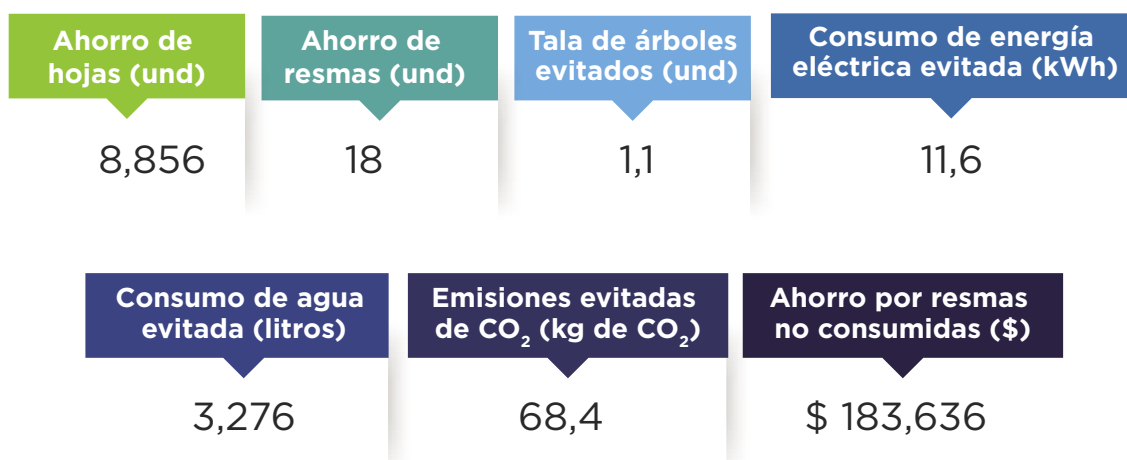 Ahorro de
hojas (und)
8,856
Ahorro de
resmas (und)
18
Tala de árboles
evitados (und)
1,1
Consumo de energía
eléctrica evitada (kWh)
11,6
Consumo de agua
evitada (litros)
3,276
Emisiones evitadas
de CO₂ (kg de CO₂)
68,4
Ahorro por resmas
no consumidas ($)
$ 183,636